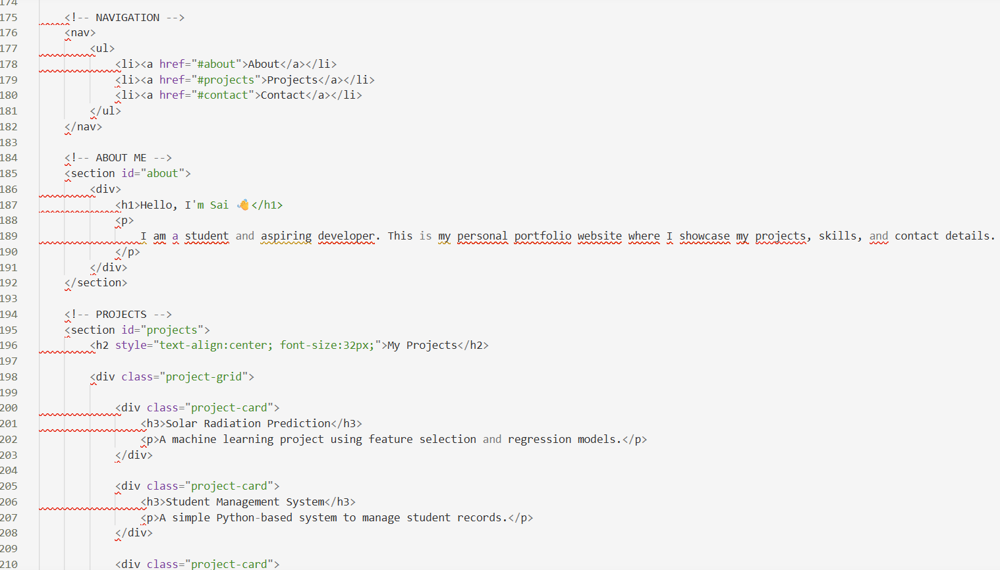 174
175 <!-- NAVIGATION -->
176 <nav>
177 <ul>
178 <li><a href="#about">About</a></li>
179 <li><a href="#projects">Projects</a></li>
180 <li><a href="#contact">Contact</a></li>
181 </ul>
182 </nav>
183
184 <!-- ABOUT ME -->
185 <section id="about">
186 <div>
187 <h1>Hello, I'm Sai 👋</h1>
188 <p>
189 I am a student and aspiring developer. This is my personal portfolio website where I showcase my projects, skills, and contact details.
190 </p>
191 </div>
192 </section>
193
194 <!-- PROJECTS -->
195 <section id="projects">
196 <h2 style="text-align:center; font-size:32px;">My Projects</h2>
197
198 <div class="project-grid">
199
200 <div class="project-card">
201 <h3>Solar Radiation Prediction</h3>
202 <p>A machine learning project using feature selection and regression models.</p>
203 </div>
204
205 <div class="project-card">
206 <h3>Student Management System</h3>
207 <p>A simple Python-based system to manage student records.</p>
208 </div>
209
210 <div class="project-card">